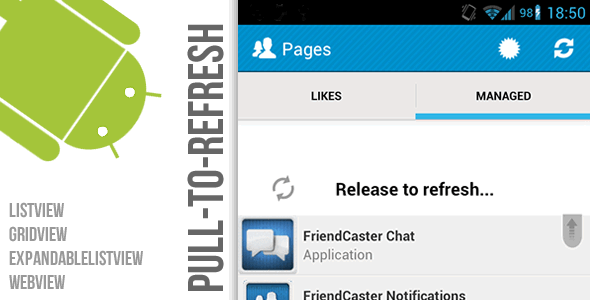 PULL-TO-REFRESH
LISTVIEW
GRIDVIEW
EXPANDABLELISTVIEW
WEBVIEW
98 18:50
Pages
LIKES
MANAGED
Release to refresh...
FriendCaster Chat
Application
FriendCaster Notifications